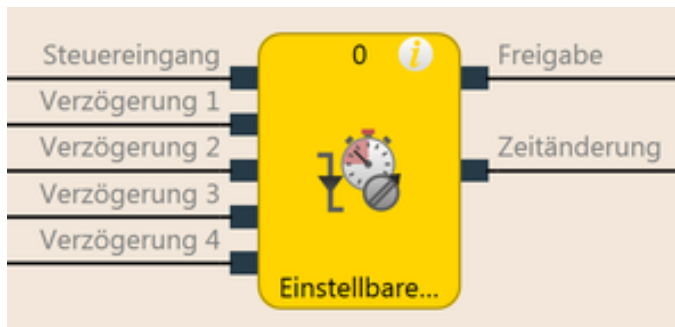 Steuereingang
Verzögerung 1
Verzögerung 2
Verzögerung 3
Verzögerung 4
0 i
Einstellbare...
Freigabe
Zeitänderung